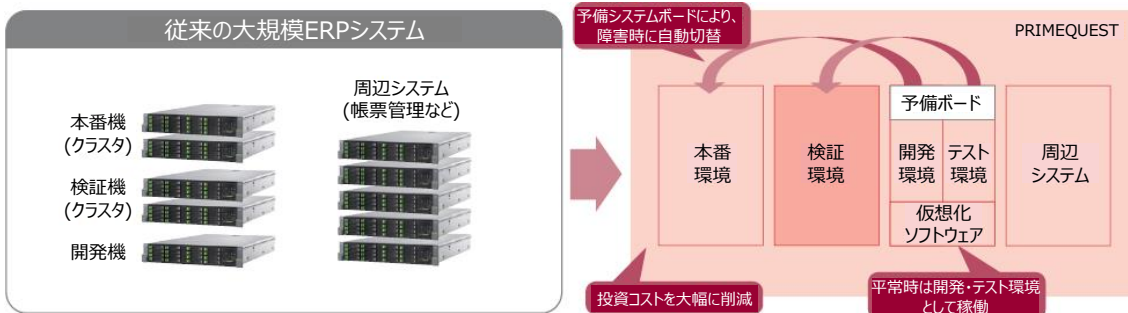 従来の大規模ERPシステム
本番機
(クラスタ)
検証機
(クラスタ)
開発機
周辺システム
(帳票管理など)
予備システムボードにより、
障害時に自動切替
PRIMEQUEST
本番
環境
検証
環境
予備ボード
開発
環境
テスト
環境
仮想化
ソフトウェア
周辺
システム
投資コストを大幅に削減
平常時は開発・テスト環境
として稼働